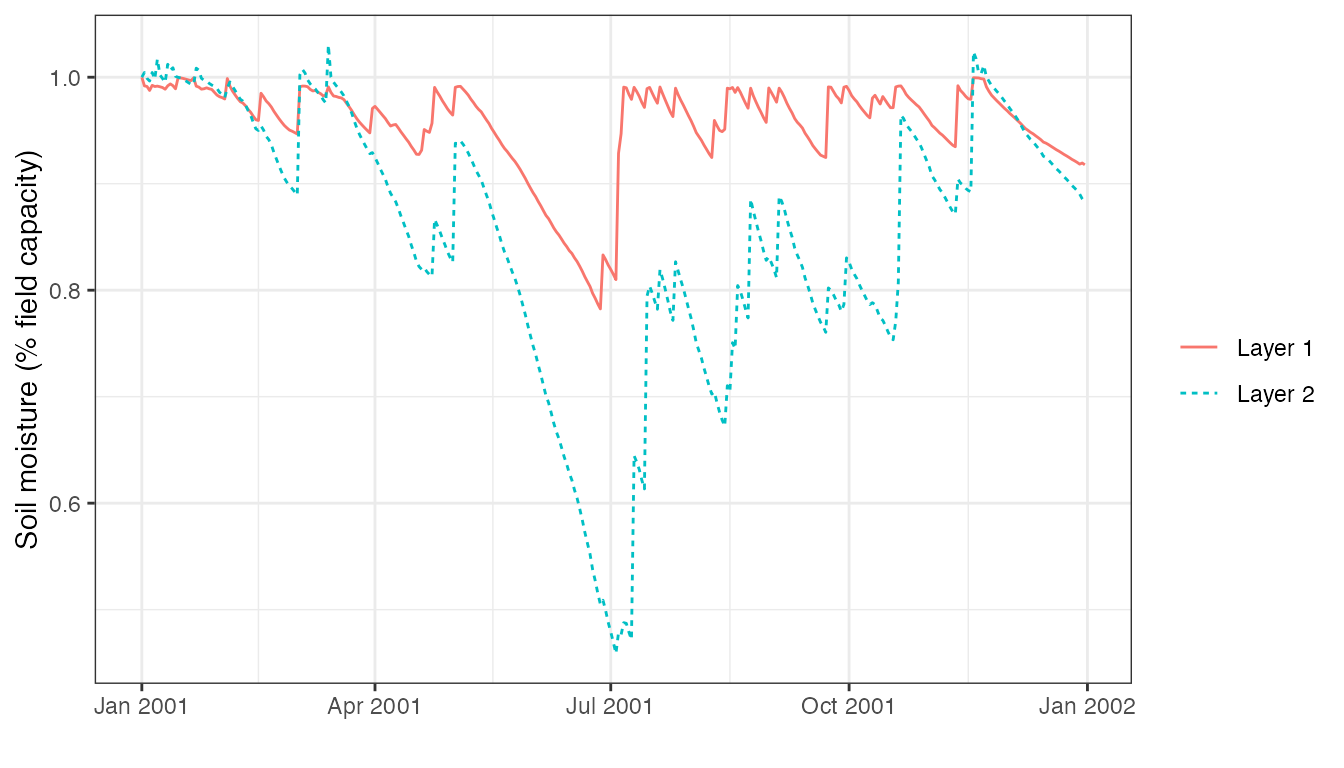 Soil moisture (% field capacity)
1.0
0.8
0.6
Jan 2001
Apr 2001
Jul 2001
Oct 2001
Jan 2002
Layer 1
Layer 2